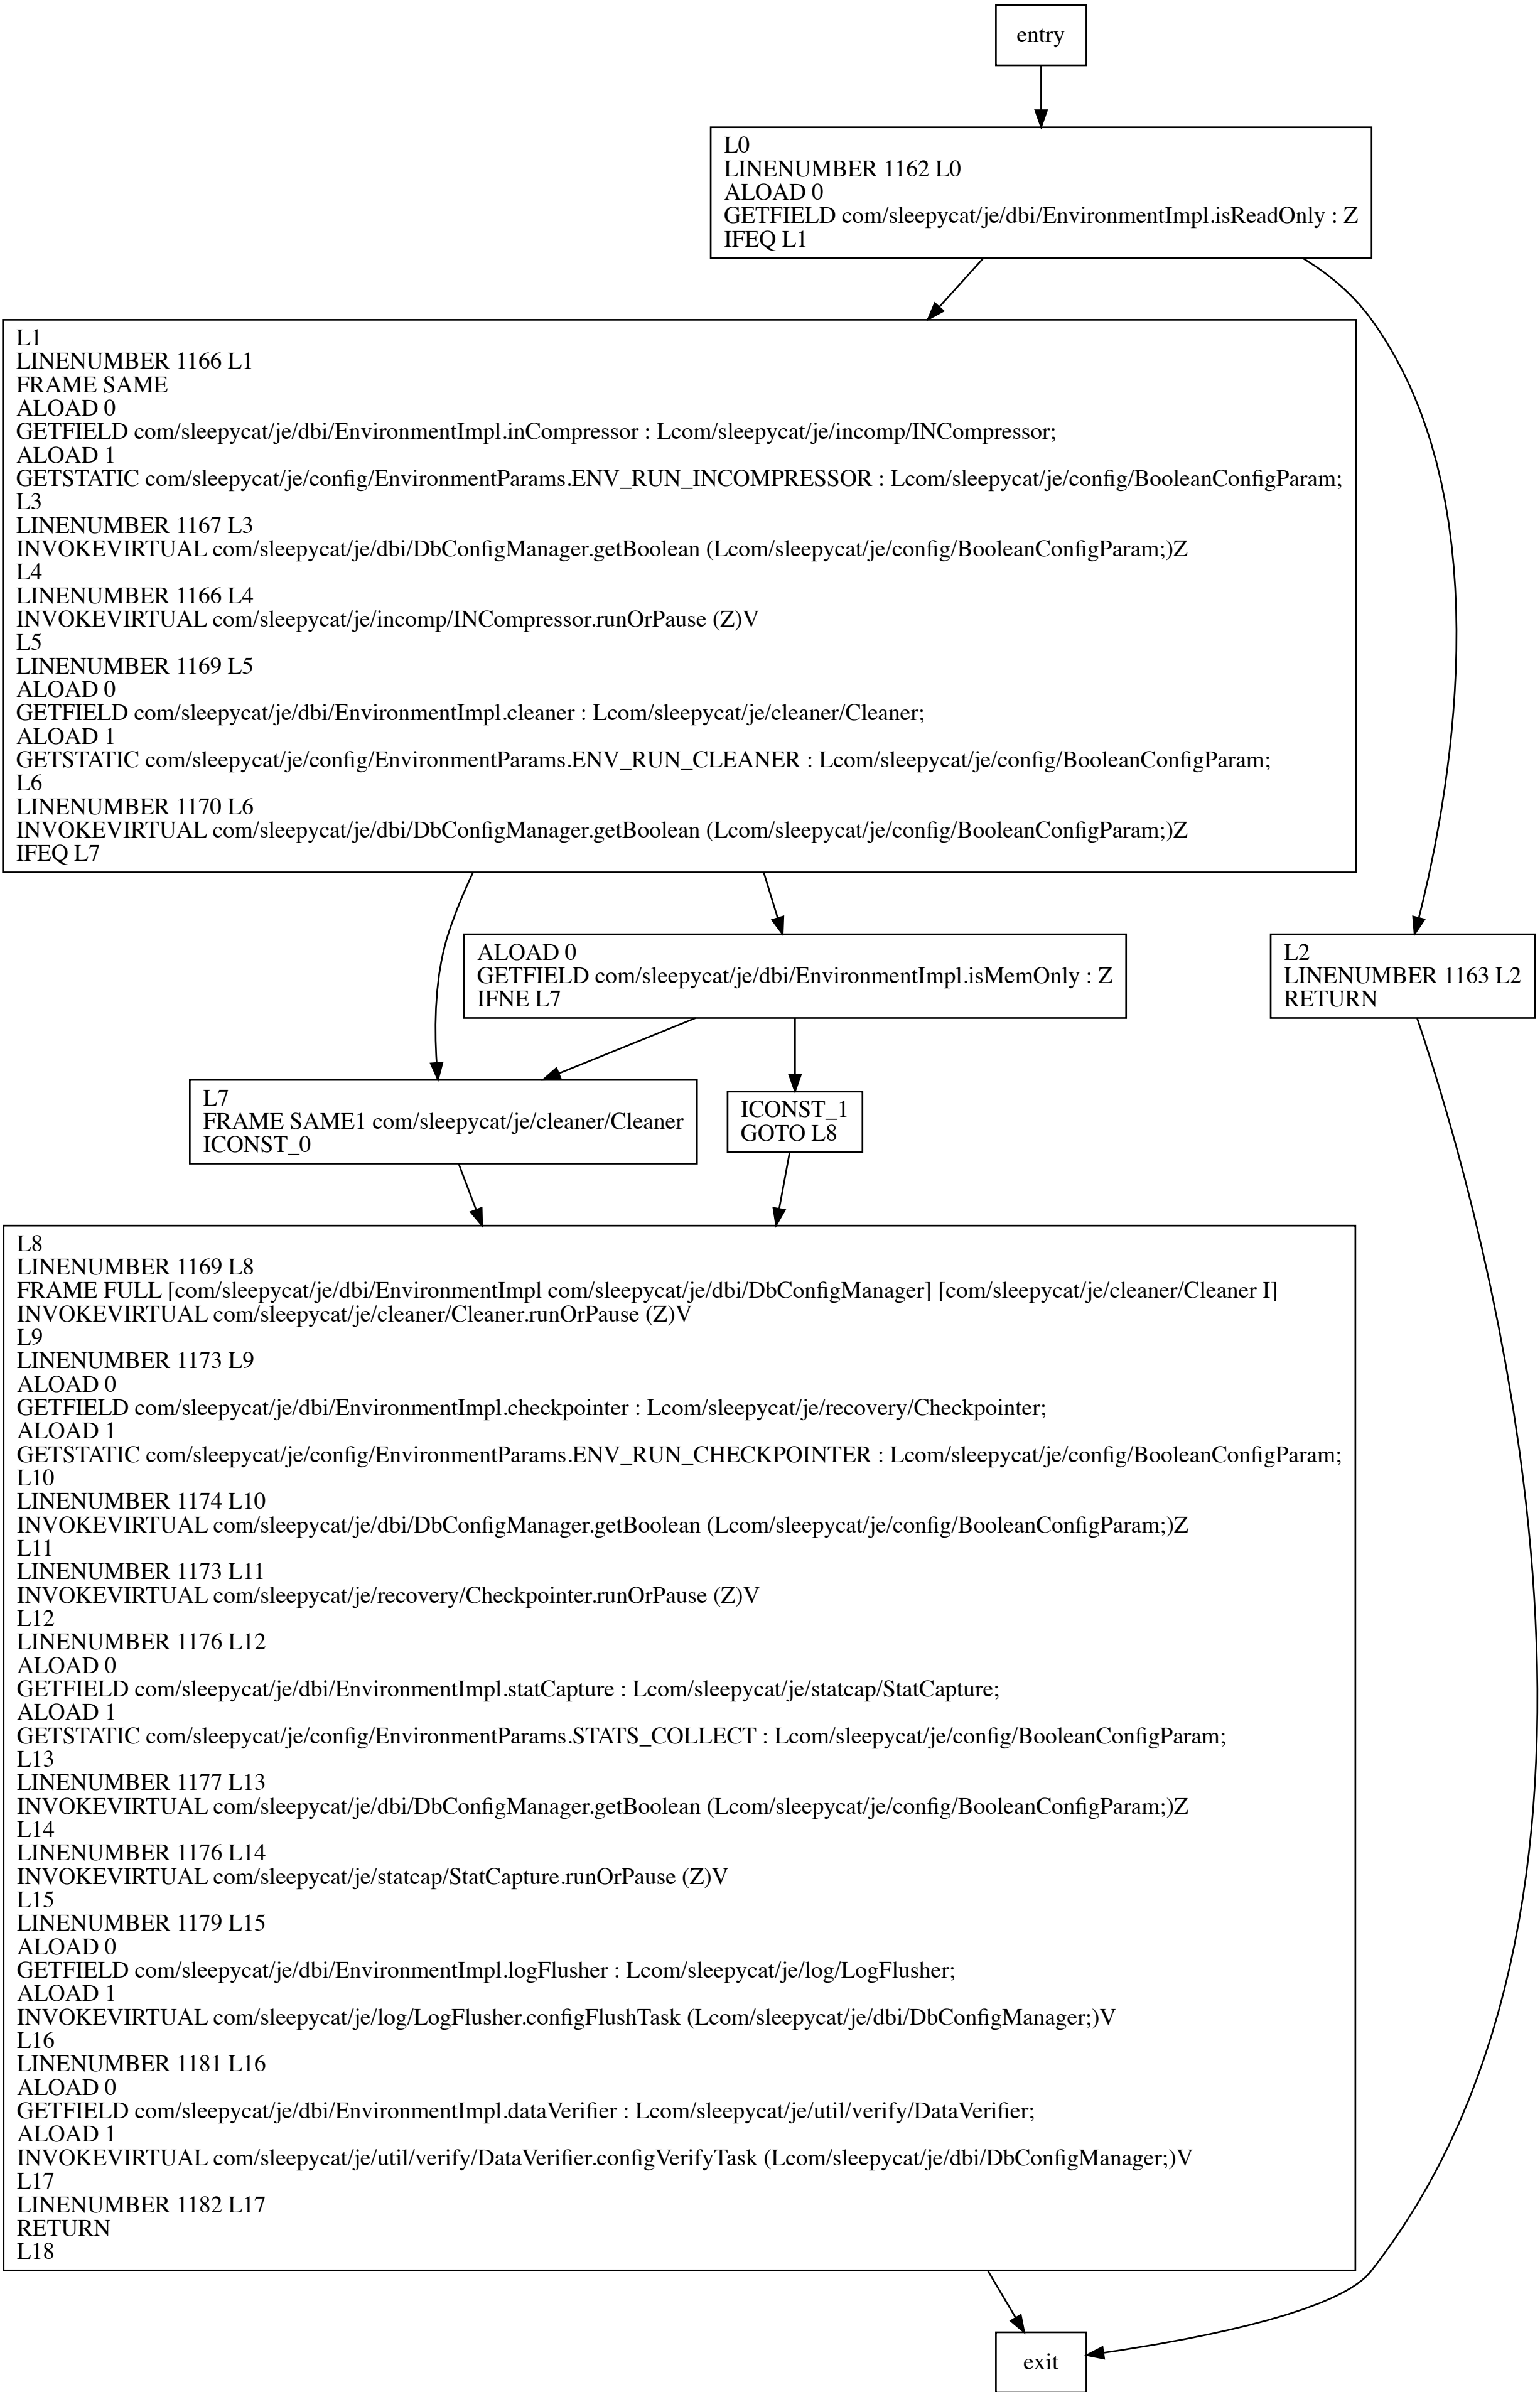 entry
L0
LINENUMBER 1162 L0
ALOAD 0
GETFIELD com/sleepycat/je/dbi/EnvironmentImpl.isReadOnly : Z
IFEQ L1
L1
LINENUMBER 1166 L1
FRAME SAME
ALOAD 0
GETFIELD com/sleepycat/je/dbi/EnvironmentImpl.inCompressor : Lcom/sleepycat/je/incomp/INCompressor;
ALOAD 1
GETSTATIC com/sleepycat/je/config/EnvironmentParams.ENV_RUN_INCOMPRESSOR : Lcom/sleepycat/je/config/BooleanConfigParam;
L3
LINENUMBER 1167 L3
INVOKEVIRTUAL com/sleepycat/je/dbi/DbConfigManager.getBoolean (Lcom/sleepycat/je/config/BooleanConfigParam;)Z
L4
LINENUMBER 1166 L4
INVOKEVIRTUAL com/sleepycat/je/incomp/INCompressor.runOrPause (Z)V
L5
LINENUMBER 1169 L5
ALOAD 0
GETFIELD com/sleepycat/je/dbi/EnvironmentImpl.cleaner : Lcom/sleepycat/je/cleaner/Cleaner;
ALOAD 1
GETSTATIC com/sleepycat/je/config/EnvironmentParams.ENV_RUN_CLEANER : Lcom/sleepycat/je/config/BooleanConfigParam;
L6
LINENUMBER 1170 L6
INVOKEVIRTUAL com/sleepycat/je/dbi/DbConfigManager.getBoolean (Lcom/sleepycat/je/config/BooleanConfigParam;)Z
IFEQ L7
ALOAD 0
GETFIELD com/sleepycat/je/dbi/EnvironmentImpl.isMemOnly : Z
IFNE L7
L2
LINENUMBER 1163 L2
RETURN
L7
FRAME SAME1 com/sleepycat/je/cleaner/Cleaner
ICONST_0
ICONST_1
GOTO L8
L8
LINENUMBER 1169 L8
FRAME FULL [com/sleepycat/je/dbi/EnvironmentImpl com/sleepycat/je/dbi/DbConfigManager] [com/sleepycat/je/cleaner/Cleaner I]
INVOKEVIRTUAL com/sleepycat/je/cleaner/Cleaner.runOrPause (Z)V
L9
LINENUMBER 1173 L9
ALOAD 0
GETFIELD com/sleepycat/je/dbi/EnvironmentImpl.checkpointer : Lcom/sleepycat/je/recovery/Checkpointer;
ALOAD 1
GETSTATIC com/sleepycat/je/config/EnvironmentParams.ENV_RUN_CHECKPOINTER : Lcom/sleepycat/je/config/BooleanConfigParam;
L10
LINENUMBER 1174 L10
INVOKEVIRTUAL com/sleepycat/je/dbi/DbConfigManager.getBoolean (Lcom/sleepycat/je/config/BooleanConfigParam;)Z
L11
LINENUMBER 1173 L11
INVOKEVIRTUAL com/sleepycat/je/recovery/Checkpointer.runOrPause (Z)V
L12
LINENUMBER 1176 L12
ALOAD 0
GETFIELD com/sleepycat/je/dbi/EnvironmentImpl.statCapture : Lcom/sleepycat/je/statcap/StatCapture;
ALOAD 1
GETSTATIC com/sleepycat/je/config/EnvironmentParams.STATS_COLLECT : Lcom/sleepycat/je/config/BooleanConfigParam;
L13
LINENUMBER 1177 L13
INVOKEVIRTUAL com/sleepycat/je/dbi/DbConfigManager.getBoolean (Lcom/sleepycat/je/config/BooleanConfigParam;)Z
L14
LINENUMBER 1176 L14
INVOKEVIRTUAL com/sleepycat/je/statcap/StatCapture.runOrPause (Z)V
L15
LINENUMBER 1179 L15
ALOAD 0
GETFIELD com/sleepycat/je/dbi/EnvironmentImpl.logFlusher : Lcom/sleepycat/je/log/LogFlusher;
ALOAD 1
INVOKEVIRTUAL com/sleepycat/je/log/LogFlusher.configFlushTask (Lcom/sleepycat/je/dbi/DbConfigManager;)V
L16
LINENUMBER 1181 L16
ALOAD 0
GETFIELD com/sleepycat/je/dbi/EnvironmentImpl.dataVerifier : Lcom/sleepycat/je/util/verify/DataVerifier;
ALOAD 1
INVOKEVIRTUAL com/sleepycat/je/util/verify/DataVerifier.configVerifyTask (Lcom/sleepycat/je/dbi/DbConfigManager;)V
L17
LINENUMBER 1182 L17
RETURN
L18
exit